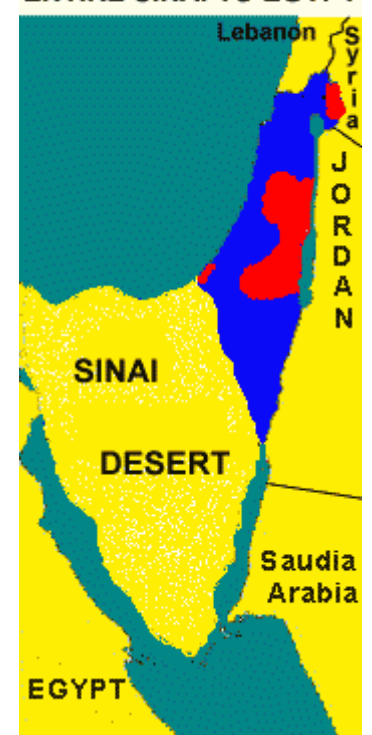 Lebanon
Syria
JORDAN
SINAI
DESERT
Saudia
Arabia
EGYPT